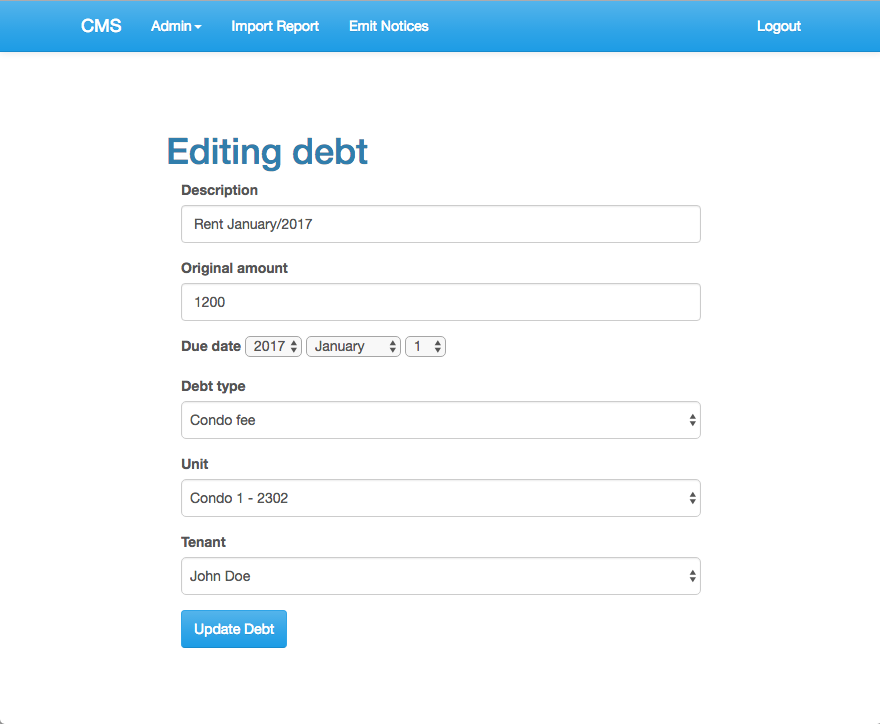 CMS Admin Import Report Emit Notices Logout
Editing debt
Description
Rent January/2017
Original amount
1200
Due date 2017 January 1
Debt type
Condo fee
Unit
Condo 1 - 2302
Tenant
John Doe
Update Debt